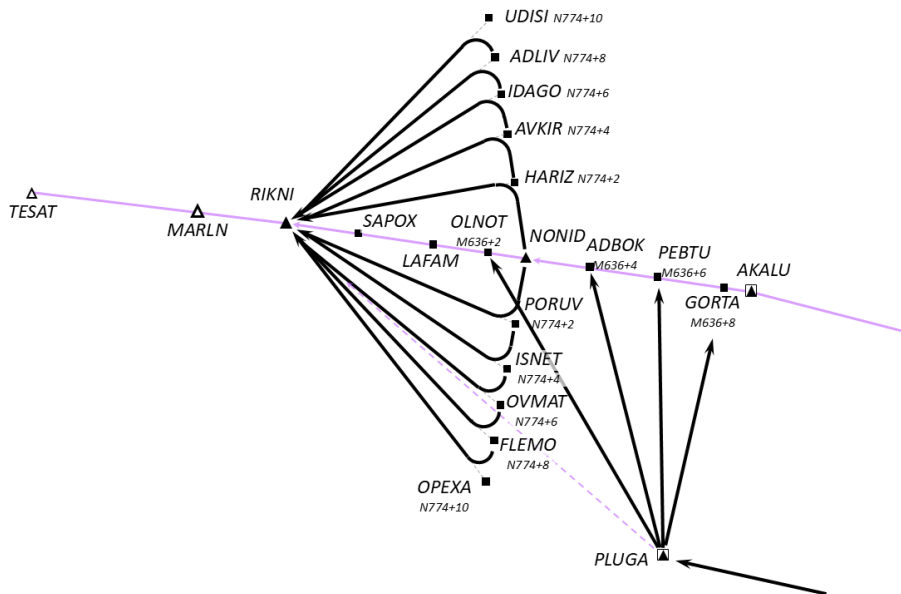 UDISI N774+10
ADLIV N774+8
IDAGO N774+6
AVKIR N774+4
HARIZ N774+2
RIKNI
TESAT
MARLN
SAPOX
OLNOT
M636+2
LAFAM
NONID
ADBOK
M636+4
PEBTU
M636+6
AKALU
GORTA
M636+8
PORUV
N774+2
ISNET
N774+4
OVMAT
N774+6
FLEMO
N774+8
OPEXA
N774+10
PLUGA